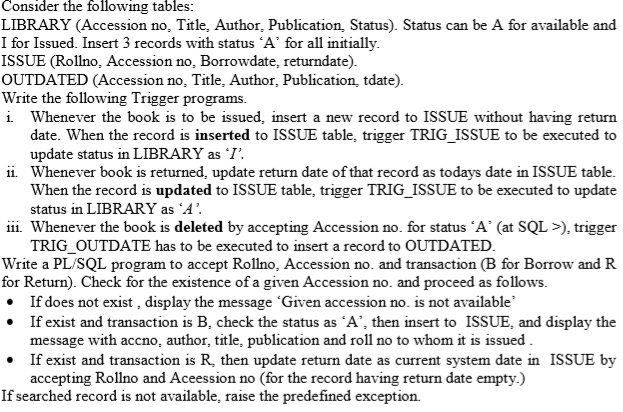 Consider the following tables:
LIBRARY (Accession no, Title, Author, Publication, Status). Status can be A for available and
I for Issued. Insert 3 records with status ‘A’ for all initially.
ISSUE (Rollno, Accession no, Borrowdate, returndate).
OUTDATED (Accession no, Title, Author, Publication, tdate).
Write the following Trigger programs.
i. Whenever the book is to be issued, insert a new record to ISSUE without having return
date. When the record is inserted to ISSUE table, trigger TRIG_ISSUE to be executed to
update status in LIBRARY as ‘I’.
ii. Whenever book is returned, update return date of that record as todays date in ISSUE table.
When the record is updated to ISSUE table, trigger TRIG_ISSUE to be executed to update
status in LIBRARY as ‘A’.
iii. Whenever the book is deleted by accepting Accession no. for status ‘A’ (at SQL >), trigger
TRIG_OUTDATE has to be executed to insert a record to OUTDATED.
Write a PL/SQL program to accept Rollno, Accession no. and transaction (B for Borrow and R
for Return). Check for the existence of a given Accession no. and proceed as follows.
• If does not exist , display the message ‘Given accession no. is not available’
• If exist and transaction is B, check the status as ‘A’, then insert to ISSUE, and display the
message with accno, author, title, publication and roll no to whom it is issued .
• If exist and transaction is R, then update return date as current system date in ISSUE by
accepting Rollno and Aceession no (for the record having return date empty.)
If searched record is not available, raise the predefined exception.